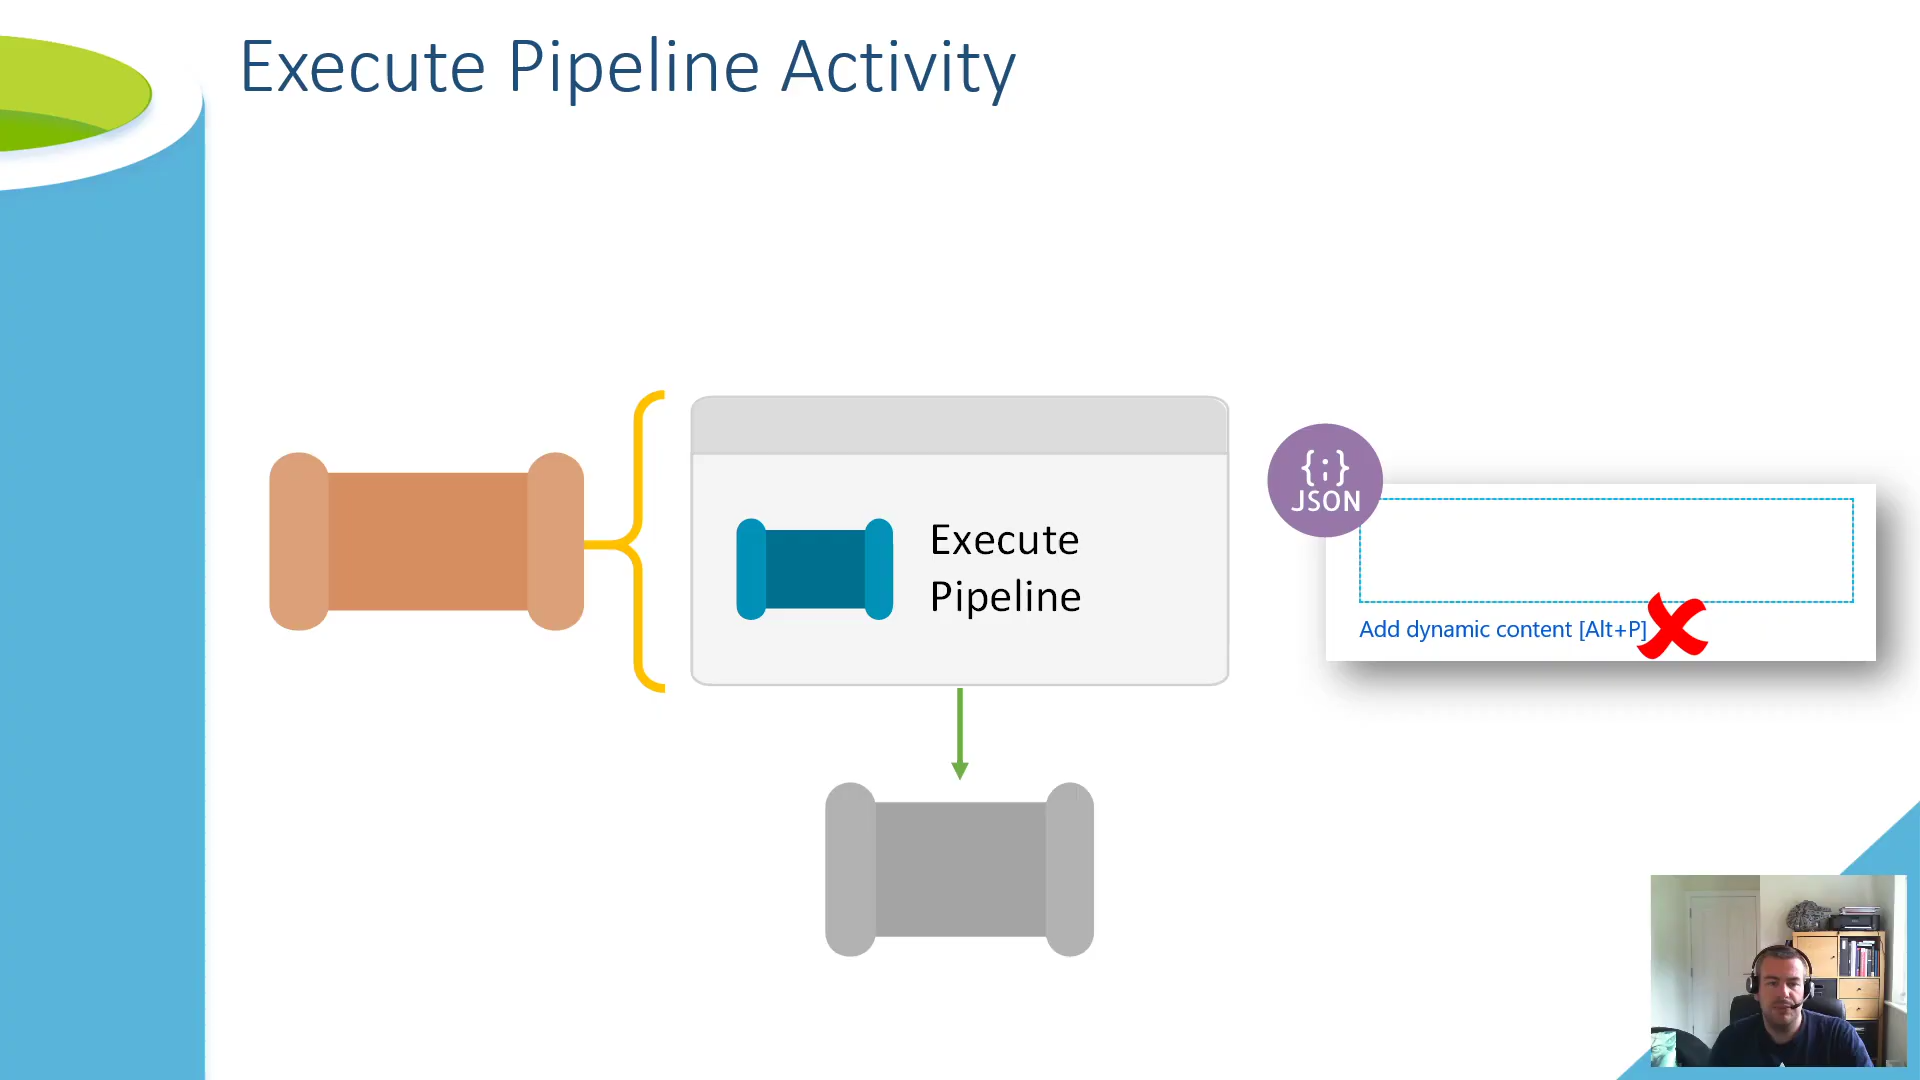 Execute Pipeline Activity
Execute
Pipeline
{;}
JSON
Add dynamic content [Alt+P]